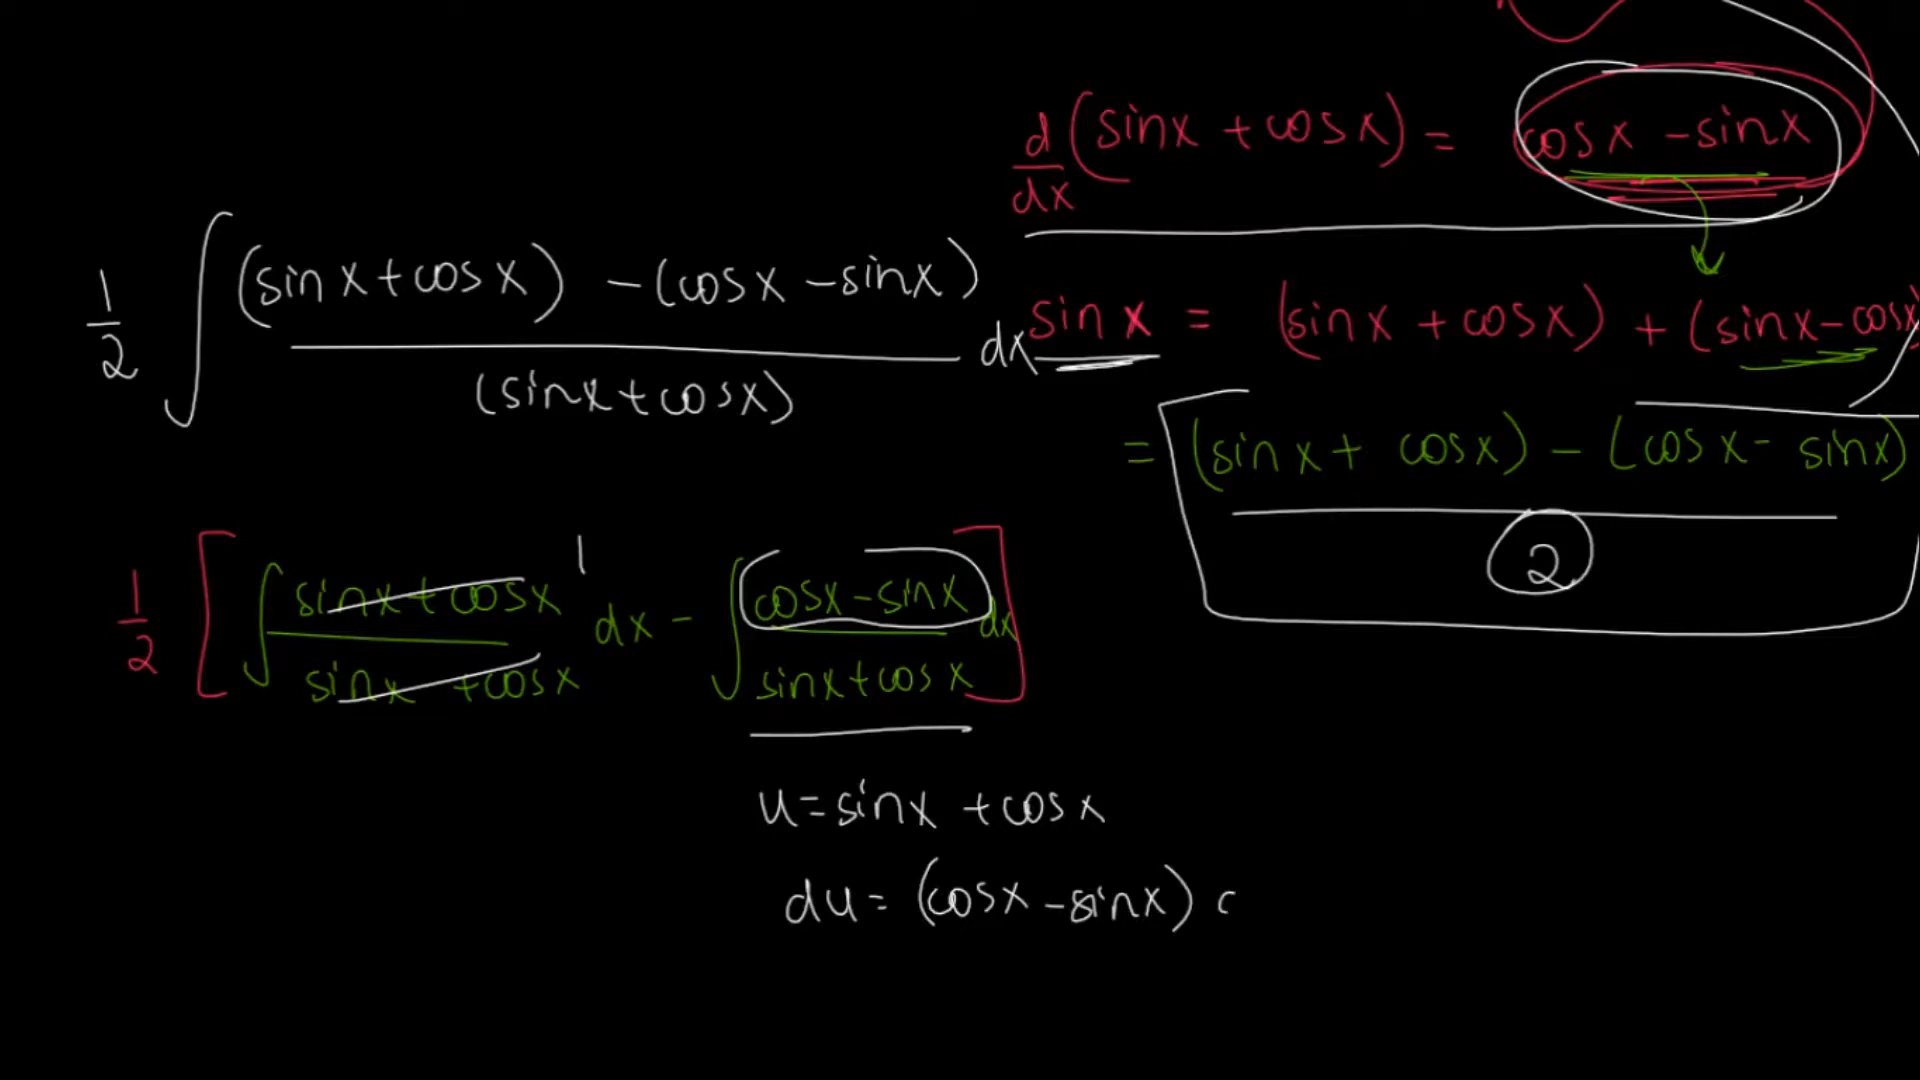 d/dx (sinx + cosx) = cosx - sinx
1/2 ∫ (sinx + cosx) - (cosx - sinx) / (sinx + cosx) dx
sinx = (sinx + cosx) + (sinx - cosx)
= (sinx + cosx) - (cosx - sinx) / 2
1/2 [ ∫ sinx + cosx / sinx + cosx 1 dx - ∫ cosx - sinx / sinx + cosx dx ]
u = sinx + cosx
du = (cosx - sinx) c